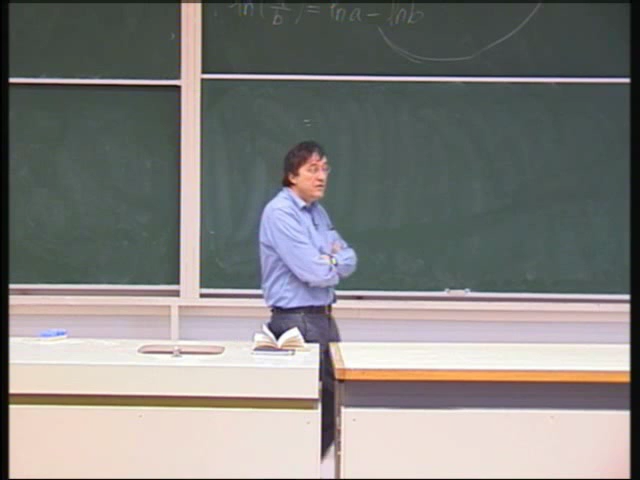 ln(a/b) = ln a - ln b